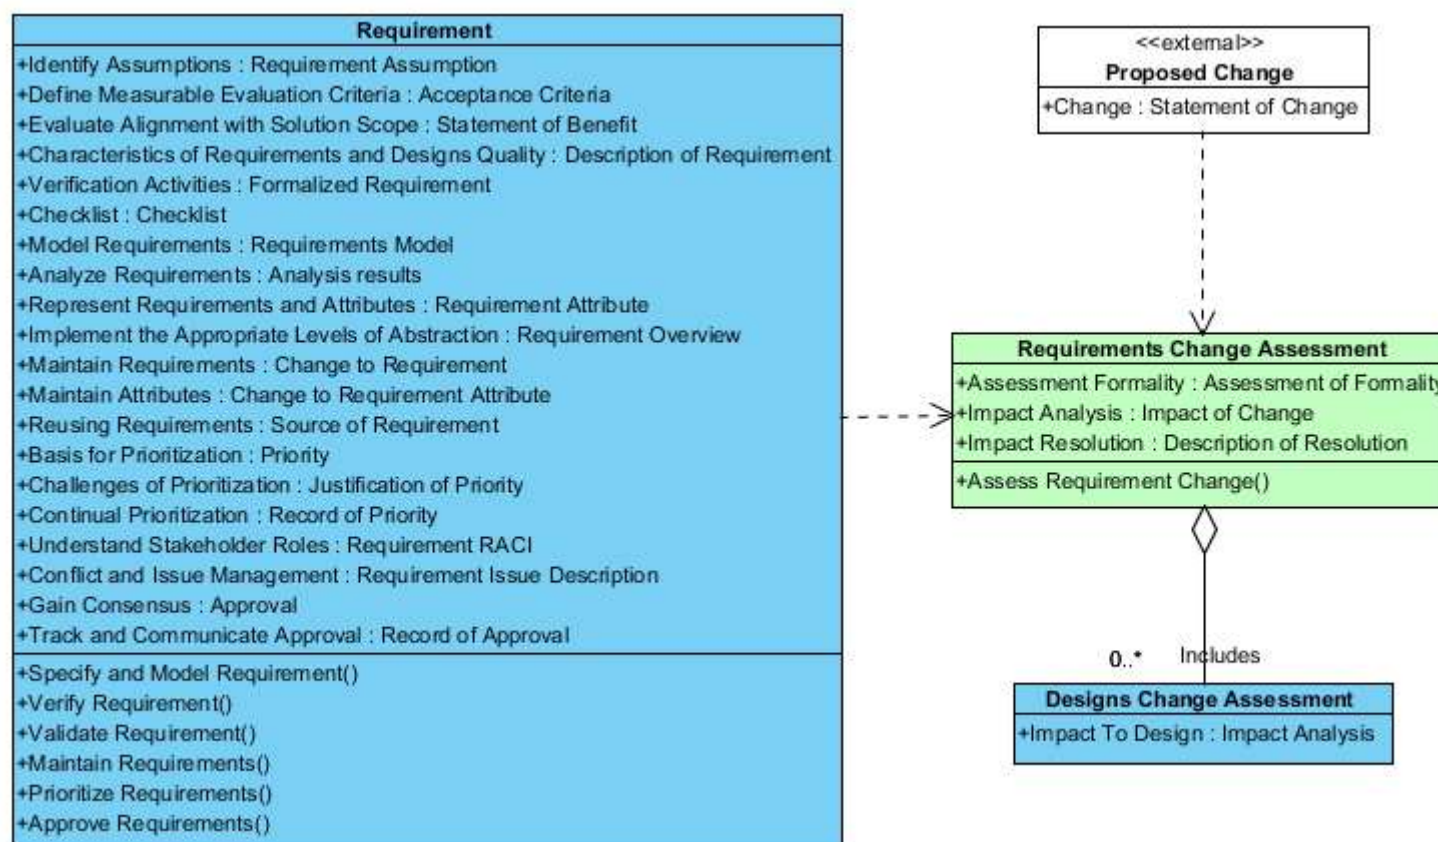 Requirement
+Identify Assumptions : Requirement Assumption
+Define Measurable Evaluation Criteria : Acceptance Criteria
+Evaluate Alignment with Solution Scope : Statement of Benefit
+Characteristics of Requirements and Designs Quality : Description of Requirement
+Verification Activities : Formalized Requirement
+Checklist : Checklist
+Model Requirements : Requirements Model
+Analyze Requirements : Analysis results
+Represent Requirements and Attributes : Requirement Attribute
+Implement the Appropriate Levels of Abstraction : Requirement Overview
+Maintain Requirements : Change to Requirement
+Maintain Attributes : Change to Requirement Attribute
+Reusing Requirements : Source of Requirement
+Basis for Prioritization : Priority
+Challenges of Prioritization : Justification of Priority
+Continual Prioritization : Record of Priority
+Understand Stakeholder Roles : Requirement RACI
+Conflict and Issue Management : Requirement Issue Description
+Gain Consensus : Approval
+Track and Communicate Approval : Record of Approval
+Specify and Model Requirement()
+Verify Requirement()
+Validate Requirement()
+Maintain Requirements()
+Prioritize Requirements()
+Approve Requirements()
<<external>>
Proposed Change
+Change : Statement of Change
Requirements Change Assessment
+Assessment Formality : Assessment of Formality
+Impact Analysis : Impact of Change
+Impact Resolution : Description of Resolution
+Assess Requirement Change()
0..* Includes
Designs Change Assessment
+Impact To Design : Impact Analysis